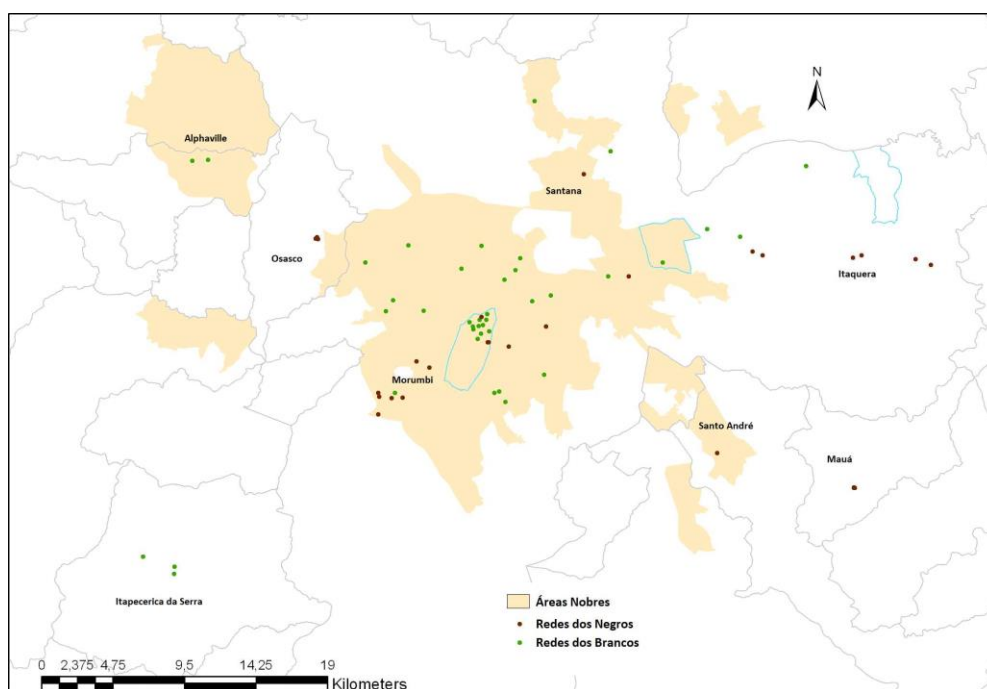 N
Alphaville
Santana
Osasco
Itaquera
Morumbi
Santo André
Mauá
Itapecerica da Serra
Áreas Nobres
Redes dos Negros
Redes dos Brancos
0 2,375 4,75 9,5 14,25 19
Kilometers